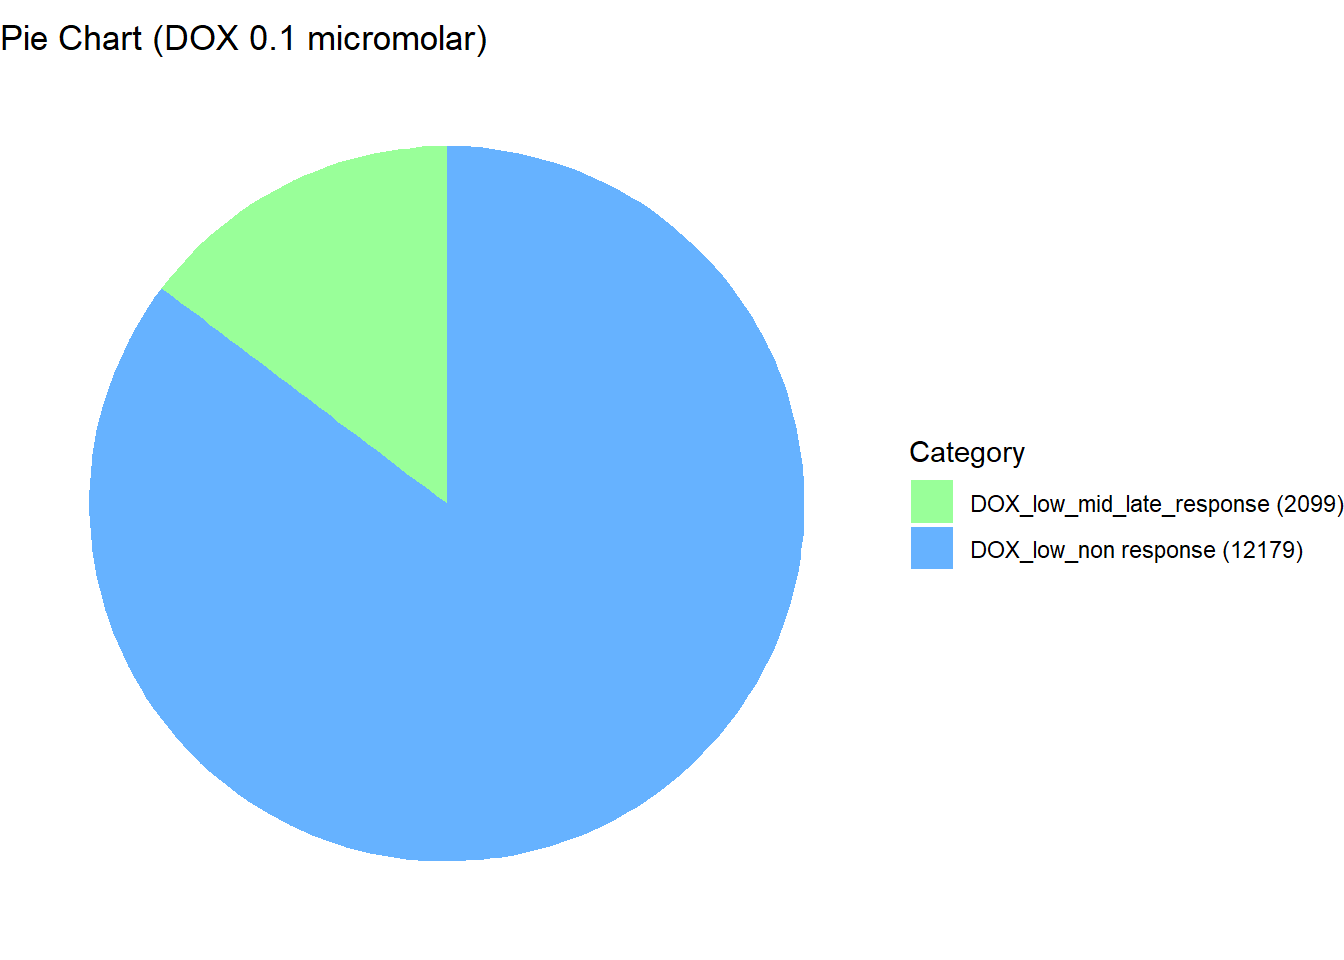 Pie Chart (DOX 0.1 micromolar)
Category
DOX_low_mid_late_response (2099)
DOX_low_non response (12179)